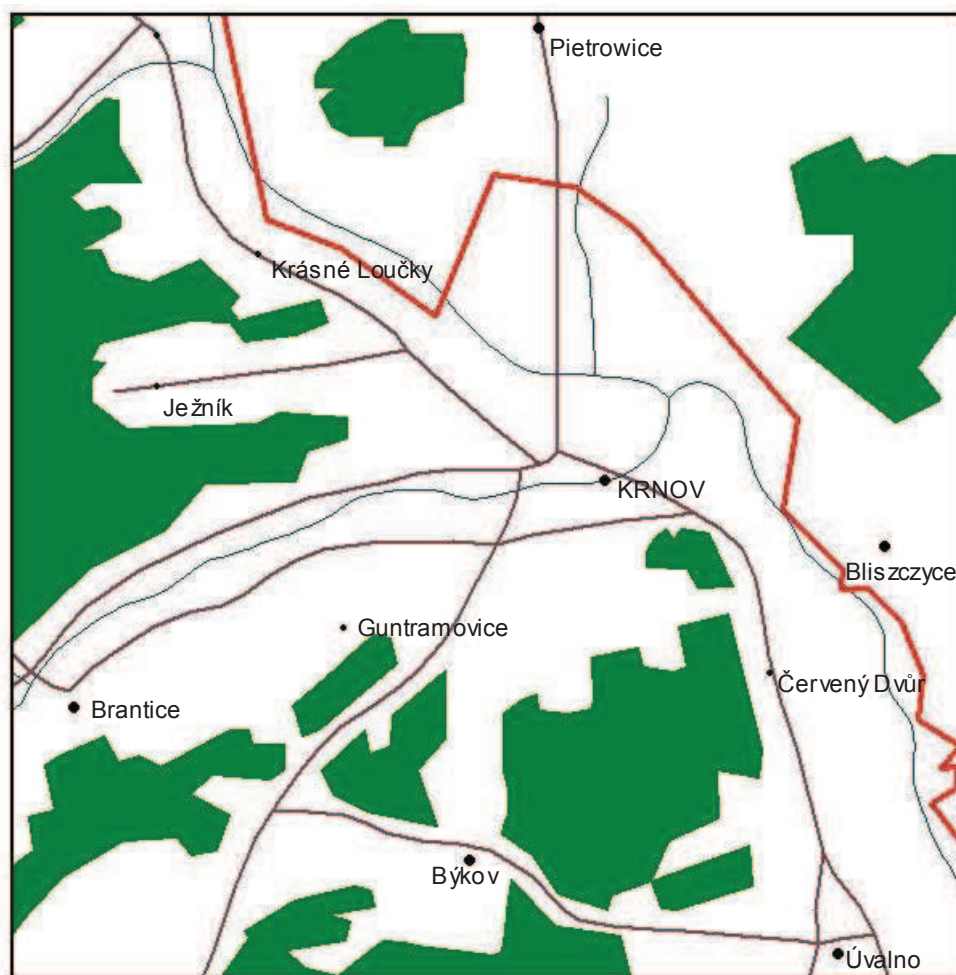 Pietrowice
Krásné Loučky
Ježník
KRNOV
Bliszczyce
Guntramovice
Červený Dvůr
Brantice
Býkov
Úvalno